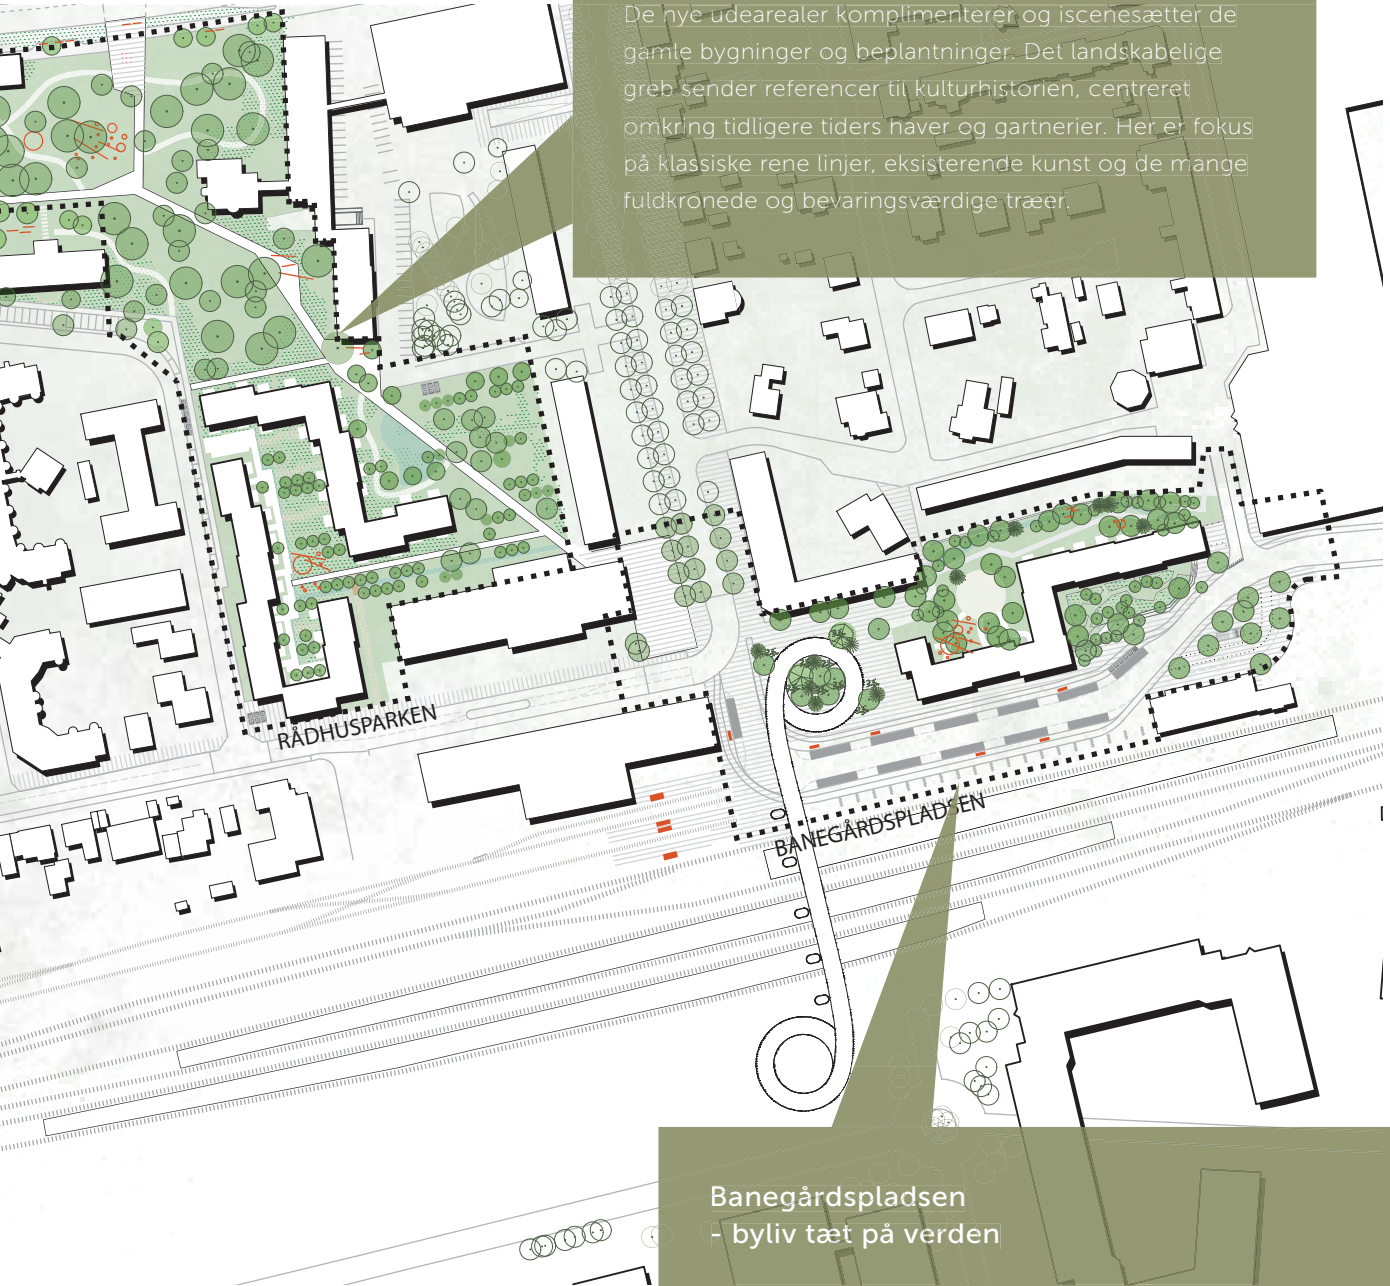 De nye udearealer komplimenterer og iscenesætter de
gamle bygninger og beplantninger. Det landskabelige
greb sender referencer til kulturhistorien, centreret
omkring tidligere tiders haver og gartnerier. Her er fokus
på klassiske rene linjer, eksisterende kunst og de mange
fuldkronede og bevaringsværdige træer.
RÅDHUSPARKEN
BANEGÅRDSPLADSEN
Banegårdspladsen
- byliv tæt på verden